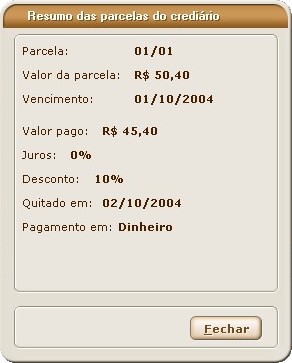 Resumo das parcelas do crediário
Parcela: 01/01
Valor da parcela: R$ 50,40
Vencimento: 01/10/2004
Valor pago: R$ 45,40
Juros: 0%
Desconto: 10%
Quitado em: 02/10/2004
Pagamento em: Dinheiro
Fechar